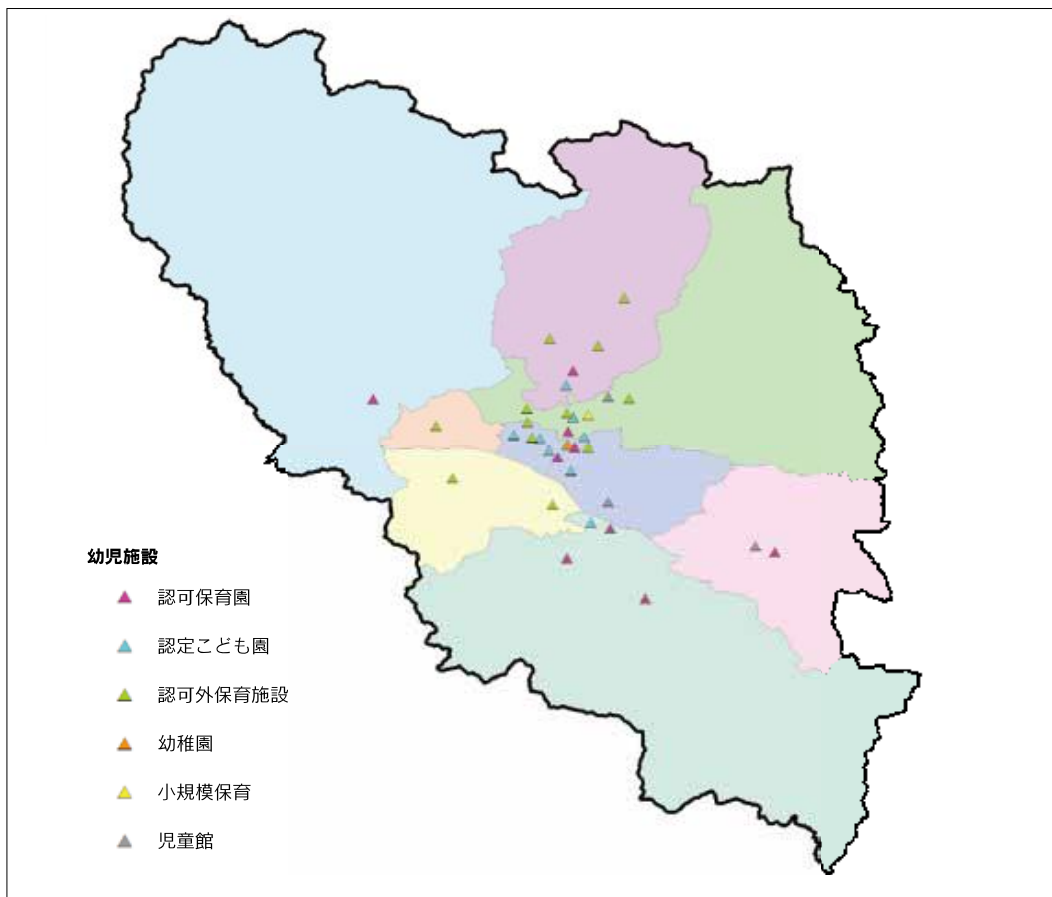 幼児施設
認可保育園
認定こども園
認可外保育施設
幼稚園
小規模保育
児童館